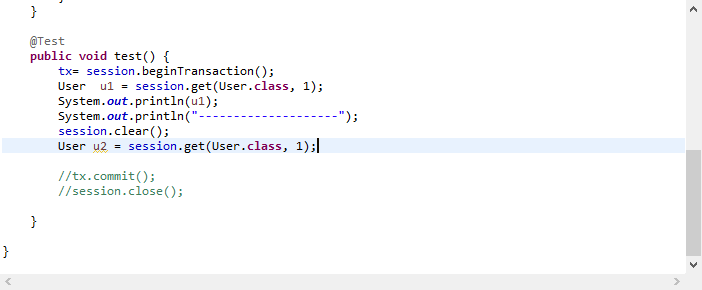 }
@Test
public void test() {
tx= session.beginTransaction();
User  u1 = session.get(User.class, 1);
System.out.println(u1);
System.out.println("--------------------");
session.clear();
User u2 = session.get(User.class, 1);
//tx.commit();
//session.close();
}
}